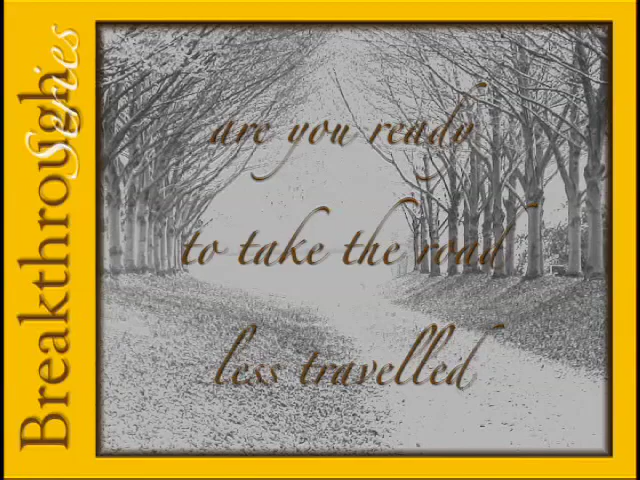 Breakthrough
Series
are you ready
to take the road
less travelled